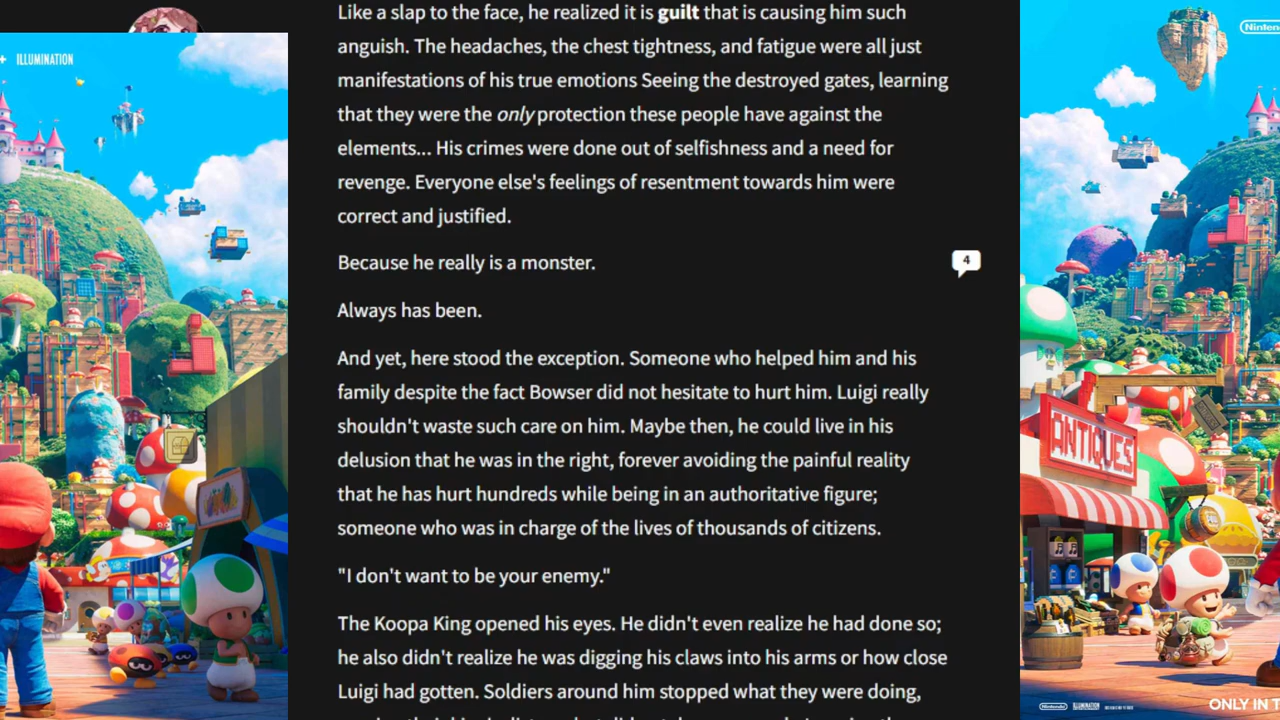 Like a slap to the face, he realized it is guilt that is causing him such
anguish. The headaches, the chest tightness, and fatigue were all just
manifestations of his true emotions Seeing the destroyed gates, learning
that they were the only protection these people have against the
elements... His crimes were done out of selfishness and a need for
revenge. Everyone else's feelings of resentment towards him were
correct and justified.
Because he really is a monster.
4
Always has been.
And yet, here stood the exception. Someone who helped him and his
family despite the fact Bowser did not hesitate to hurt him. Luigi really
shouldn't waste such care on him. Maybe then, he could live in his
delusion that he was in the right, forever avoiding the painful reality
that he has hurt hundreds while being in an authoritative figure;
someone who was in charge of the lives of thousands of citizens.
"I don't want to be your enemy."
The Koopa King opened his eyes. He didn't even realize he had done so;
he also didn't realize he was digging his claws into his arms or how close
Luigi had gotten. Soldiers around him stopped what they were doing,
+ ILLUMINATION
Ninten
ANTIQUES
Nintendo ILLUMINATION
ONLY IN T